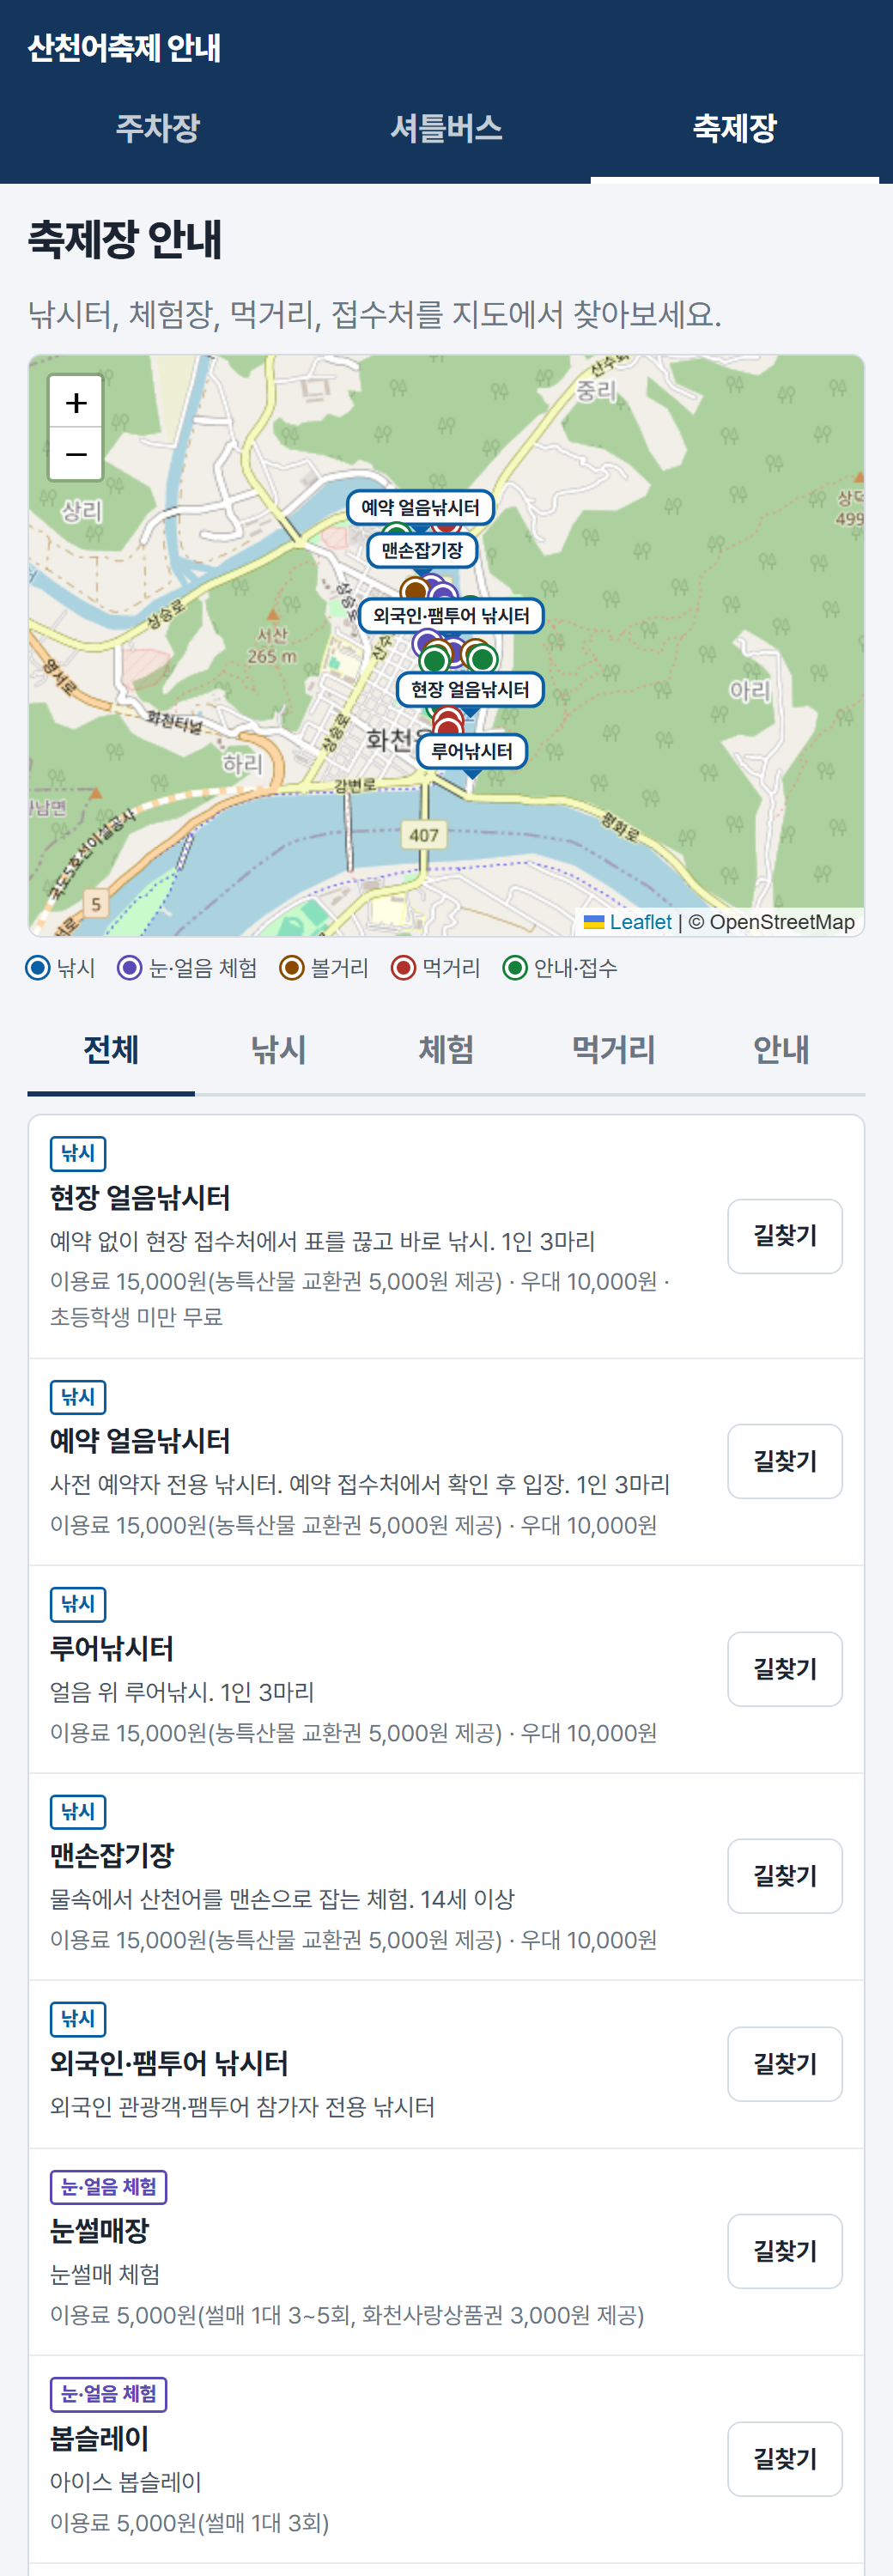 산천어축제 안내
주차장
셔틀버스
축제장
축제장 안내
낚시터, 체험장, 먹거리, 접수처를 지도에서 찾아보세요.
+
−
중리
상리
예약 얼음낚시터
맨손잡기장
상승로
서산
265 m
외국인·팸투어 낚시터
영서로
화천터널
현장 얼음낚시터
아리
상승로
루어낚시터
하리
강변로
407
평화로
국도5호선이설공사
5
Leaflet | © OpenStreetMap
낚시
눈·얼음 체험
볼거리
먹거리
안내·접수
전체
낚시
체험
먹거리
안내
낚시
현장 얼음낚시터
예약 없이 현장 접수처에서 표를 끊고 바로 낚시. 1인 3마리
이용료 15,000원(농특산물 교환권 5,000원 제공) · 우대 10,000원 ·
초등학생 미만 무료
길찾기
낚시
예약 얼음낚시터
사전 예약자 전용 낚시터. 예약 접수처에서 확인 후 입장. 1인 3마리
이용료 15,000원(농특산물 교환권 5,000원 제공) · 우대 10,000원
길찾기
낚시
루어낚시터
얼음 위 루어낚시. 1인 3마리
이용료 15,000원(농특산물 교환권 5,000원 제공) · 우대 10,000원
길찾기
낚시
맨손잡기장
물속에서 산천어를 맨손으로 잡는 체험. 14세 이상
이용료 15,000원(농특산물 교환권 5,000원 제공) · 우대 10,000원
길찾기
낚시
외국인·팸투어 낚시터
외국인 관광객·팸투어 참가자 전용 낚시터
길찾기
눈·얼음 체험
눈썰매장
눈썰매 체험
이용료 5,000원(썰매 1대 3~5회, 화천사랑상품권 3,000원 제공)
길찾기
눈·얼음 체험
봅슬레이
아이스 봅슬레이
이용료 5,000원(썰매 1대 3회)
길찾기